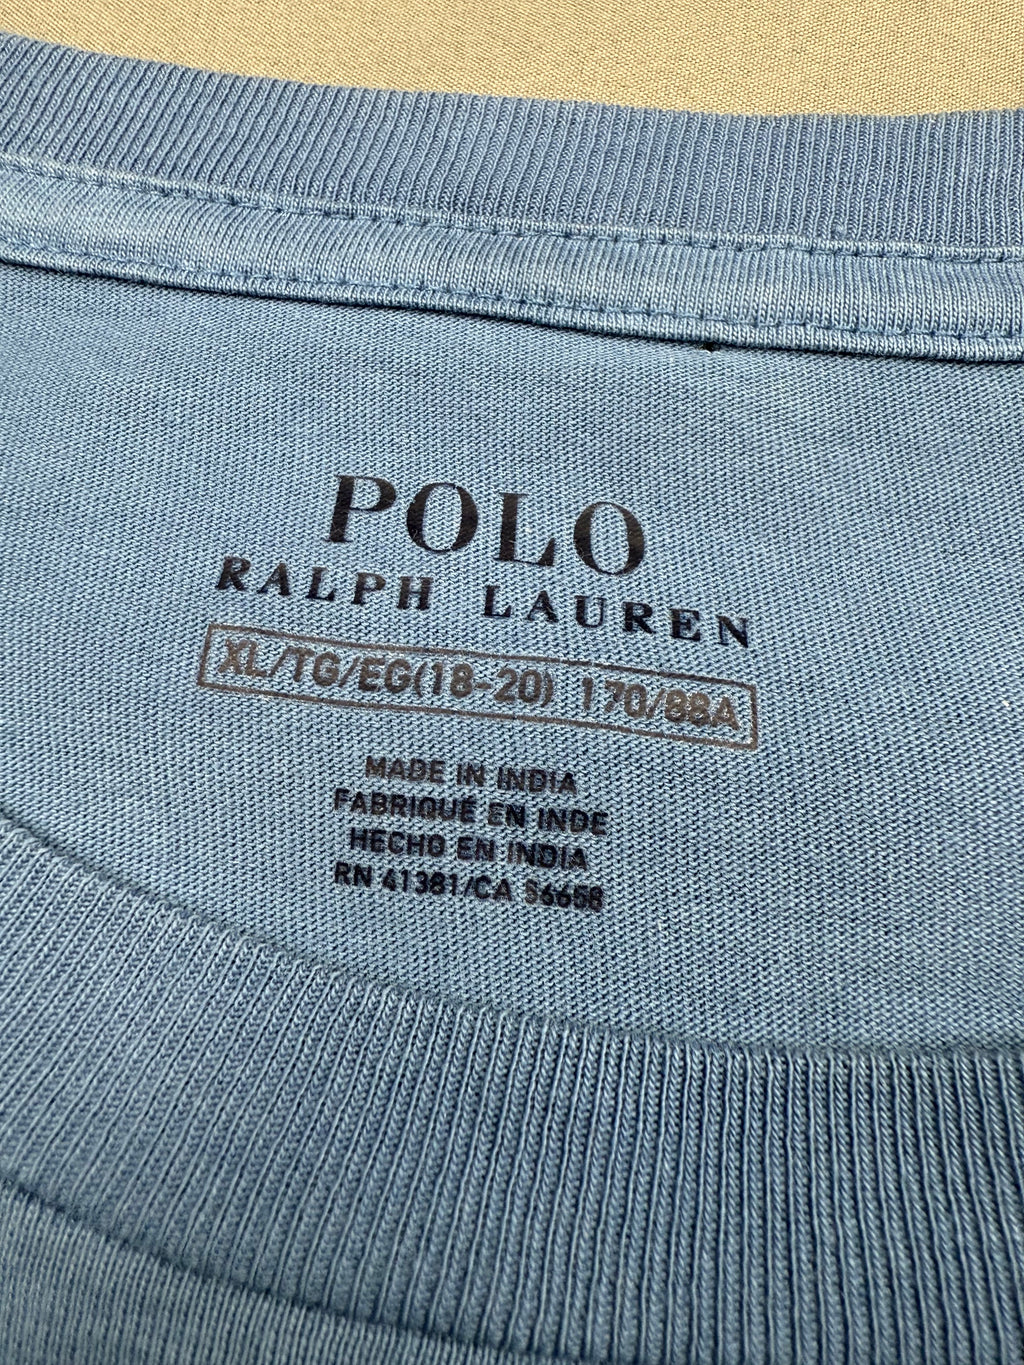 POLO
RALPH LAUREN
XL/TG/EG(18-20) 170/88A
MADE IN INDIA
FABRIQUÉ EN INDE
HECHO EN INDIA
RN 41381/CA 56658